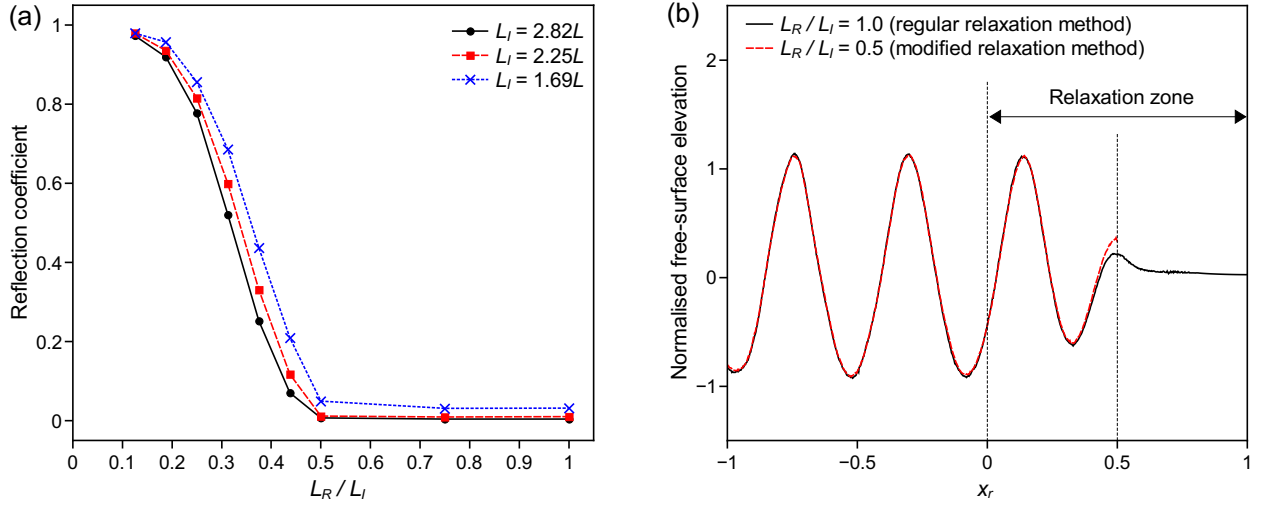 (a)
Reflection coefficient
1
0.8
0.6
0.4
0.2
0
0
0.1
0.2
0.3
0.4
0.5
0.6
0.7
0.8
0.9
1
L_R / L_I
L_I = 2.82L
L_I = 2.25L
L_I = 1.69L
(b)
Normalised free-surface elevation
2
1
0
−1
−1
−0.5
0
0.5
1
x_r
L_R / L_I = 1.0 (regular relaxation method)
L_R / L_I = 0.5 (modified relaxation method)
Relaxation zone